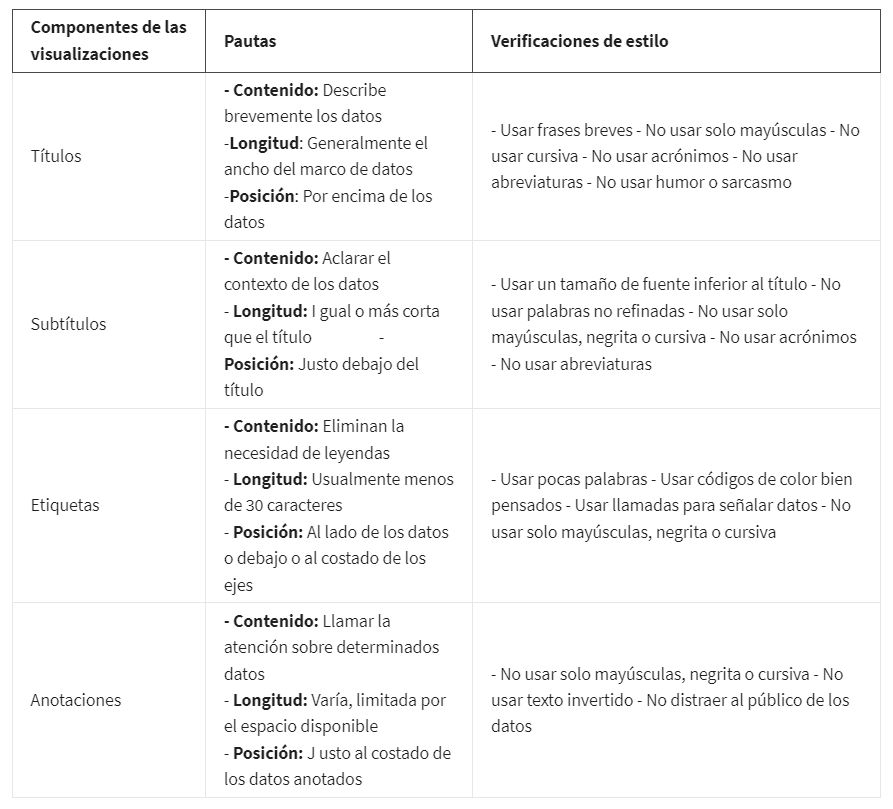 Componentes de las
visualizaciones
Pautas
Verificaciones de estilo
Títulos
- Contenido: Describe
brevemente los datos
-Longitud: Generalmente el
ancho del marco de datos
-Posición: Por encima de los
datos
- Usar frases breves - No usar solo mayúsculas - No
usar cursiva - No usar acrónimos - No usar
abreviaturas - No usar humor o sarcasmo
Subtítulos
- Contenido: Aclarar el
contexto de los datos
- Longitud: I gual o más corta
que el título -
Posición: Justo debajo del
título
- Usar un tamaño de fuente inferior al título - No
usar palabras no refinadas - No usar solo
mayúsculas, negrita o cursiva - No usar acrónimos
- No usar abreviaturas
Etiquetas
- Contenido: Eliminan la
necesidad de leyendas
- Longitud: Usualmente menos
de 30 caracteres
- Posición: Al lado de los datos
o debajo o al costado de los
ejes
- Usar pocas palabras - Usar códigos de color bien
pensados - Usar llamadas para señalar datos - No
usar solo mayúsculas, negrita o cursiva
Anotaciones
- Contenido: Llamar la
atención sobre determinados
datos
- Longitud: Varía, limitada por
el espacio disponible
- Posición: J usto al costado de
los datos anotados
- No usar solo mayúsculas, negrita o cursiva - No
usar texto invertido - No distraer al público de los
datos